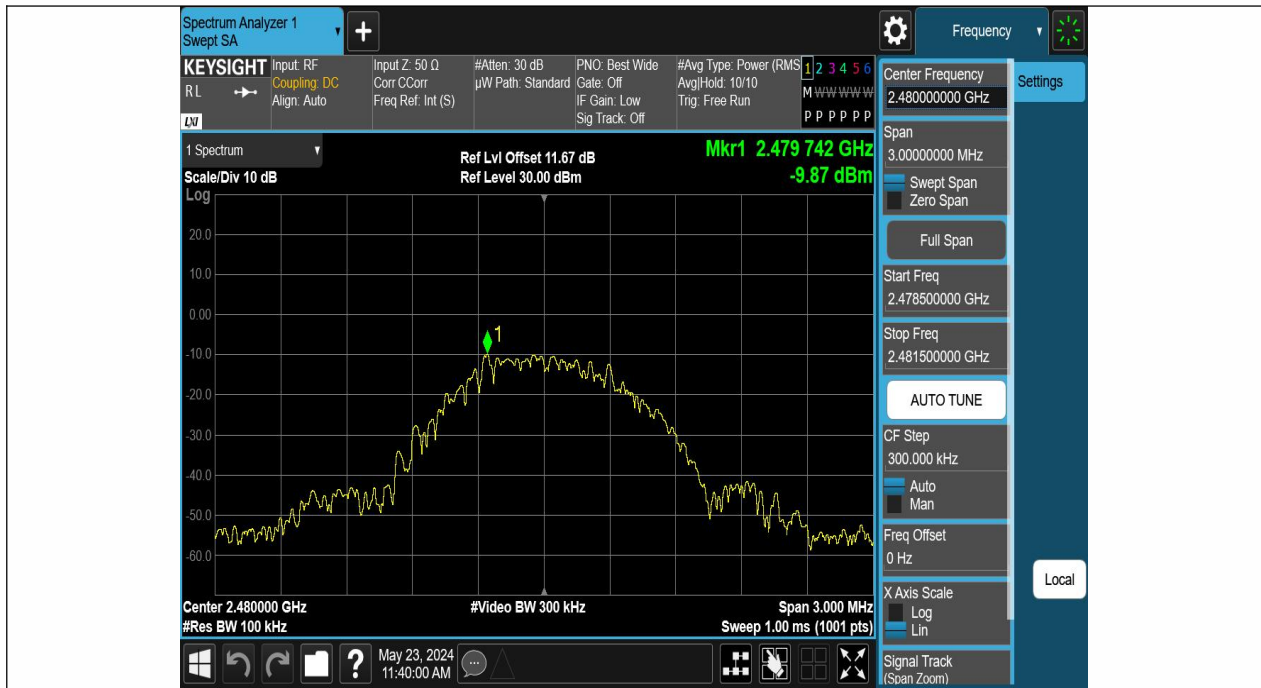 Spectrum Analyzer 1
Swept SA
+
Frequency
KEYSIGHT
R L
LXI
Input: RF
Coupling: DC
Align: Auto
Input Z: 50 Ω
Corr CCorr
Freq Ref: Int (S)
#Atten: 30 dB
µW Path: Standard
PNO: Best Wide
Gate: Off
IF Gain: Low
Sig Track: Off
#Avg Type: Power (RMS
Avg|Hold: 10/10
Trig: Free Run
1 2 3 4 5 6
M W W W W W
P P P P P P
1 Spectrum
Scale/Div 10 dB
Ref Lvl Offset 11.67 dB
Ref Level 30.00 dBm
Mkr1 2.479 742 GHz
-9.87 dBm
Log
20.0
10.0
0.00
-10.0
-20.0
-30.0
-40.0
-50.0
-60.0
1
Center 2.480000 GHz
#Res BW 100 kHz
#Video BW 300 kHz
Span 3.000 MHz
Sweep 1.00 ms (1001 pts)
?
May 23, 2024
11:40:00 AM
Center Frequency
2.480000000 GHz
Span
3.00000000 MHz
Swept Span
Zero Span
Full Span
Start Freq
2.478500000 GHz
Stop Freq
2.481500000 GHz
AUTO TUNE
CF Step
300.000 kHz
Auto
Man
Freq Offset
0 Hz
X Axis Scale
Log
Lin
Signal Track
(Span Zoom)
Settings
Local